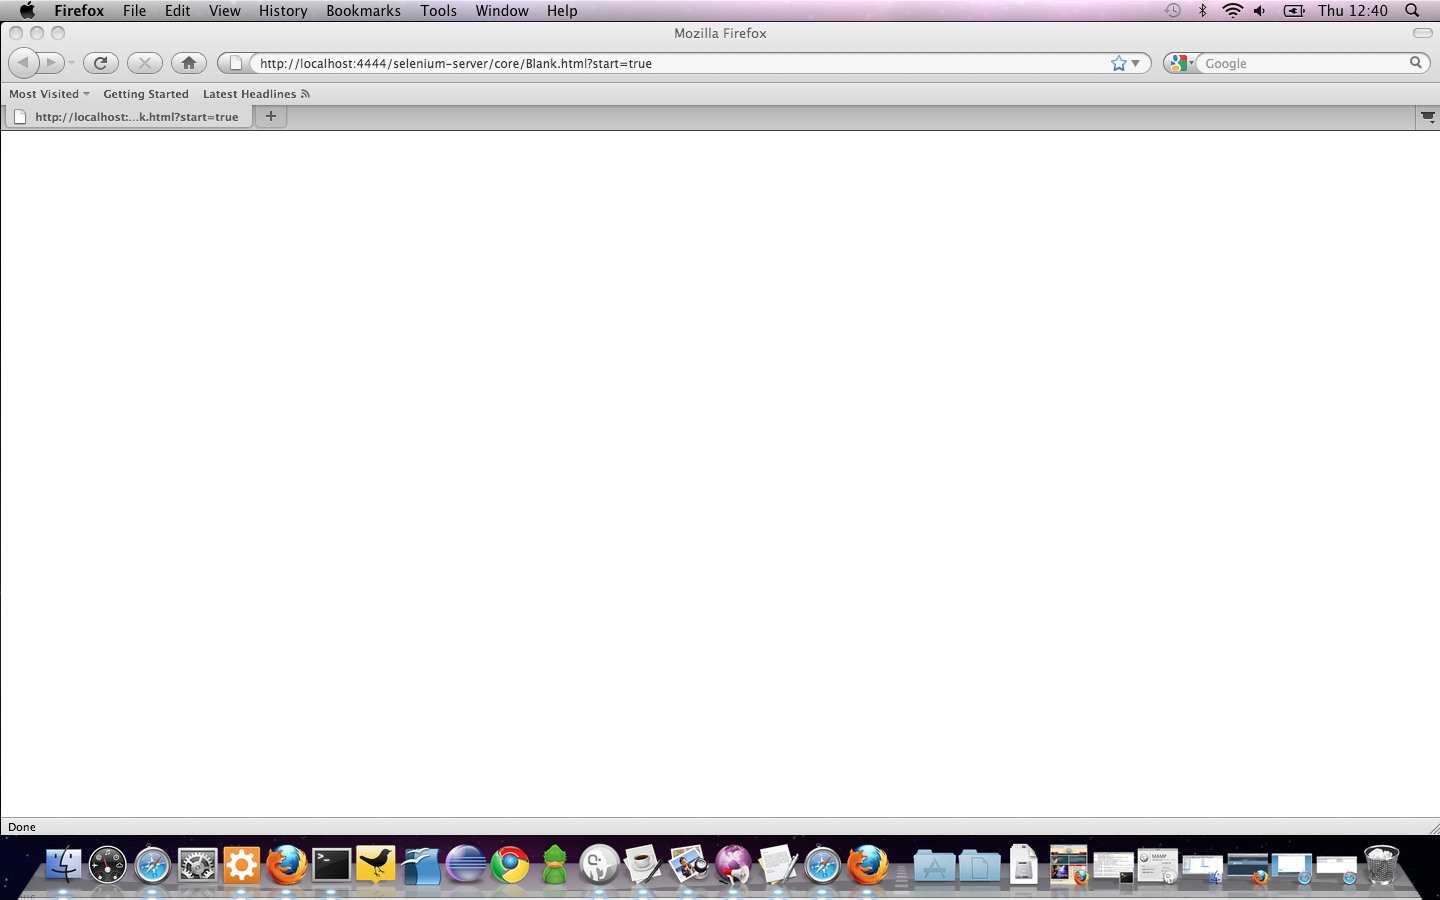 Firefox File Edit View History Bookmarks Tools Window Help Thu 12:40
Mozilla Firefox
http://localhost:4444/selenium-server/core/Blank.html?start=true Google
Most Visited Getting Started Latest Headlines
http://localhost:...k.html?start=true
Done
MAMP